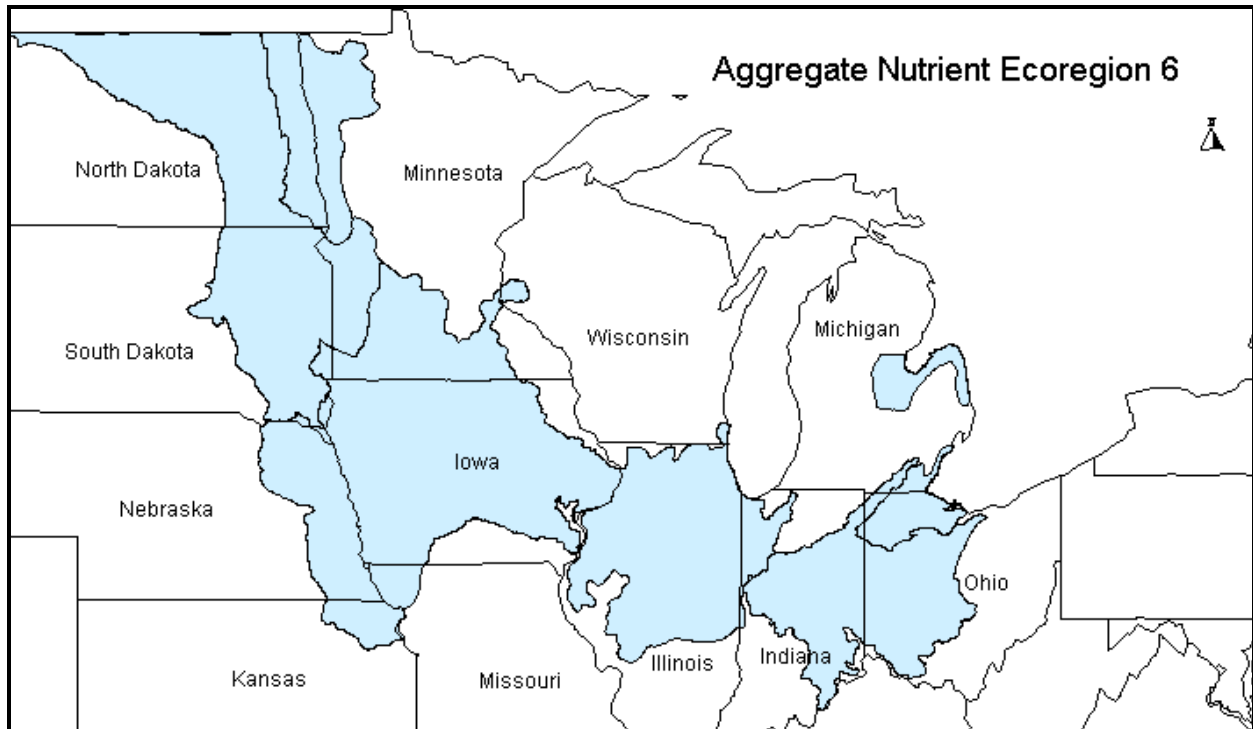 Aggregate Nutrient Ecoregion 6
N
North Dakota
Minnesota
South Dakota
Wisconsin
Michigan
Iowa
Nebraska
Ohio
Illinois
Indiana
Kansas
Missouri